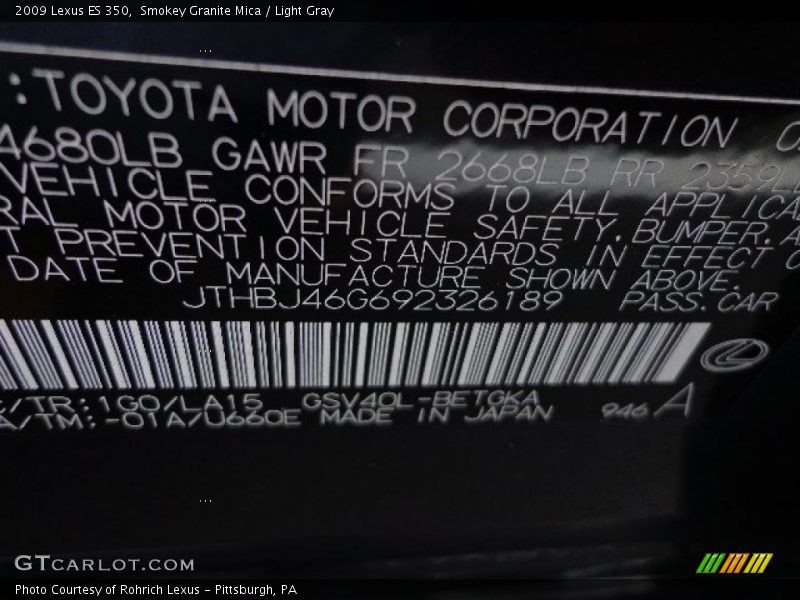 2009 Lexus ES 350,  Smokey Granite Mica / Light Gray
:TOYOTA MOTOR CORPORATION
4680LB GAWR FR 2668LB RR 2359LB
VEHICLE CONFORMS TO ALL
RAL MOTOR VEHICLE SAFETY, BUMPER, A
T PREVENTION STANDARDS IN EFFECT O
DATE OF MANUFACTURE SHOWN ABOVE.
JTHBJ46G692326189 PASS.CAR
/TR:1G0/LA15 GSV40L-BETGKA
A/TM:-01A/U660E MADE IN JAPAN 946 A
GTCARLOT.COM
Photo Courtesy of Rohrich Lexus - Pittsburgh, PA